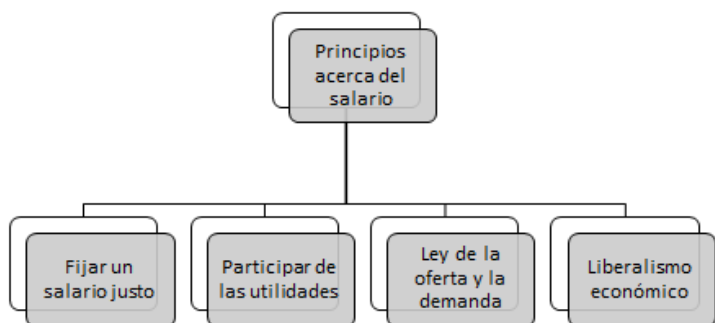 Principios
acerca del
salario
Fijar un
salario justo
Participar de
las utilidades
Ley de la
oferta y la
demanda
Liberalismo
económico